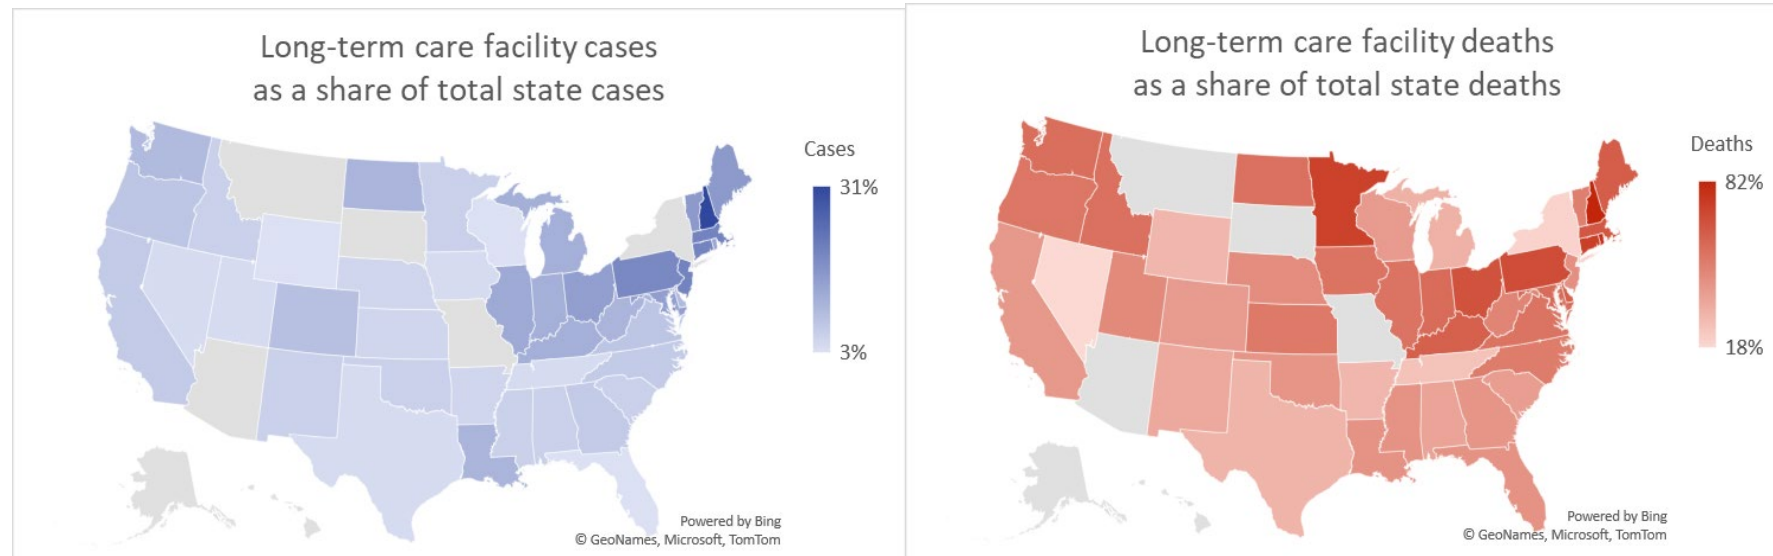 Long-term care facility cases
as a share of total state cases
Cases
31%
3%
Powered by Bing
© GeoNames, Microsoft, TomTom
Long-term care facility deaths
as a share of total state deaths
Deaths
82%
18%
Powered by Bing
© GeoNames, Microsoft, TomTom